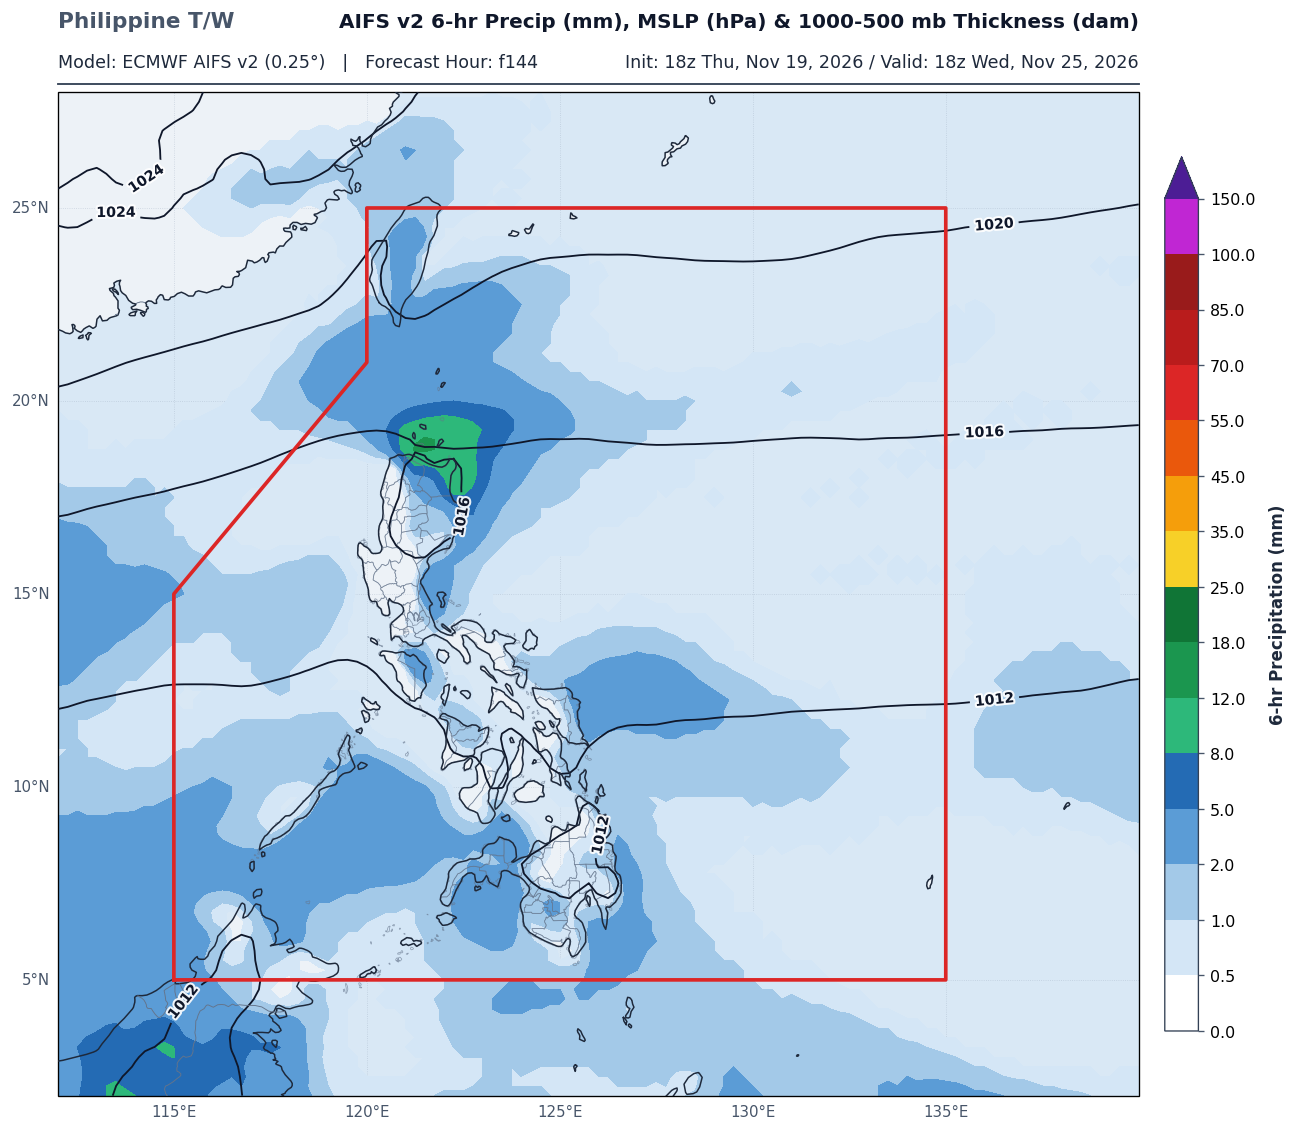 Philippine T/W
AIFS v2 6-hr Precip (mm), MSLP (hPa) & 1000-500 mb Thickness (dam)
Model: ECMWF AIFS v2 (0.25°) | Forecast Hour: f144
Init: 18z Thu, Nov 19, 2026 / Valid: 18z Wed, Nov 25, 2026
1024
1024
1020
1016
1016
1012
1012
1012
25°N
20°N
15°N
10°N
5°N
115°E
120°E
125°E
130°E
135°E
150.0
100.0
85.0
70.0
55.0
45.0
35.0
25.0
18.0
12.0
8.0
5.0
2.0
1.0
0.5
0.0
6-hr Precipitation (mm)